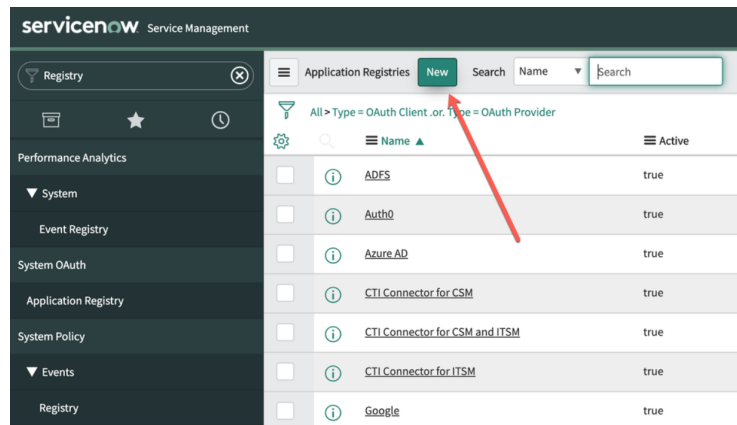 servicenow Service Management
Registry
Performance Analytics
System
Event Registry
System OAuth
Application Registry
System Policy
Events
Registry
Application Registries New Search Name Search
All > Type = OAuth Client .or. Type = OAuth Provider
Name Active
ADFS true
Auth0 true
Azure AD true
CTI Connector for CSM true
CTI Connector for CSM and ITSM true
CTI Connector for ITSM true
Google true